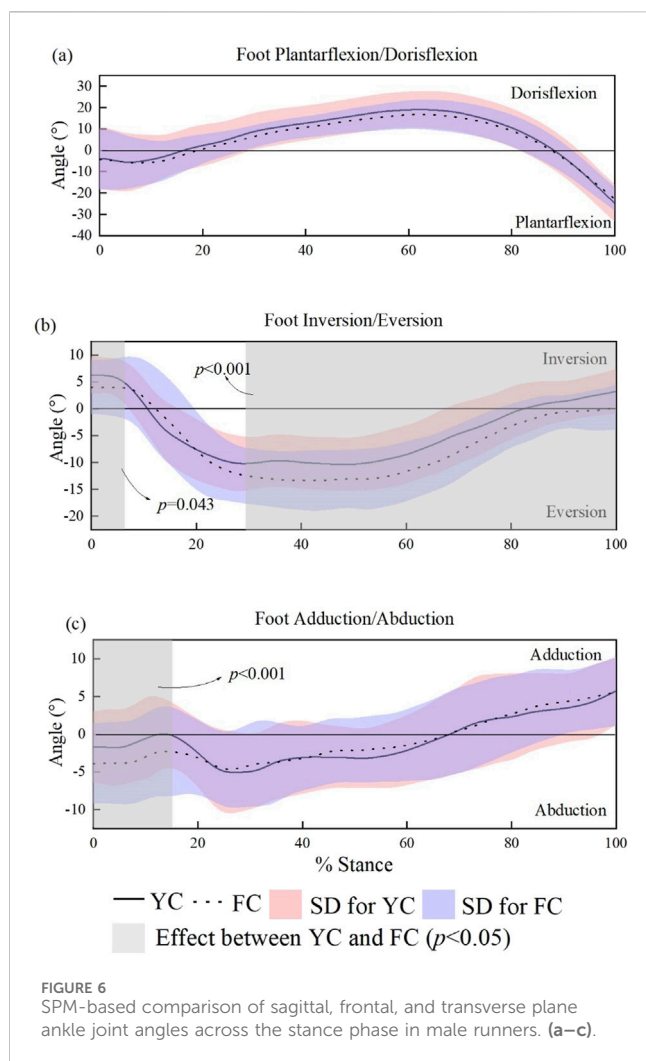 (a)
Foot Plantarflexion/Dorisflexion
30
20
10
0
-10
-20
-30
-40
Angle (°)
Dorisflexion
Plantarflexion
0 20 40 60 80 100
(b)
Foot Inversion/Eversion
10
5
0
-5
-10
-15
-20
Angle (°)
p<0.001
Inversion
p=0.043
Eversion
0 20 40 60 80 100
(c)
Foot Adduction/Abduction
10
5
0
-5
-10
Angle (°)
p<0.001
Adduction
Abduction
0 20 40 60 80 100
% Stance
YC FC SD for YC SD for FC
Effect between YC and FC (p<0.05)
FIGURE 6
SPM-based comparison of sagittal, frontal, and transverse plane
ankle joint angles across the stance phase in male runners. (a–c).